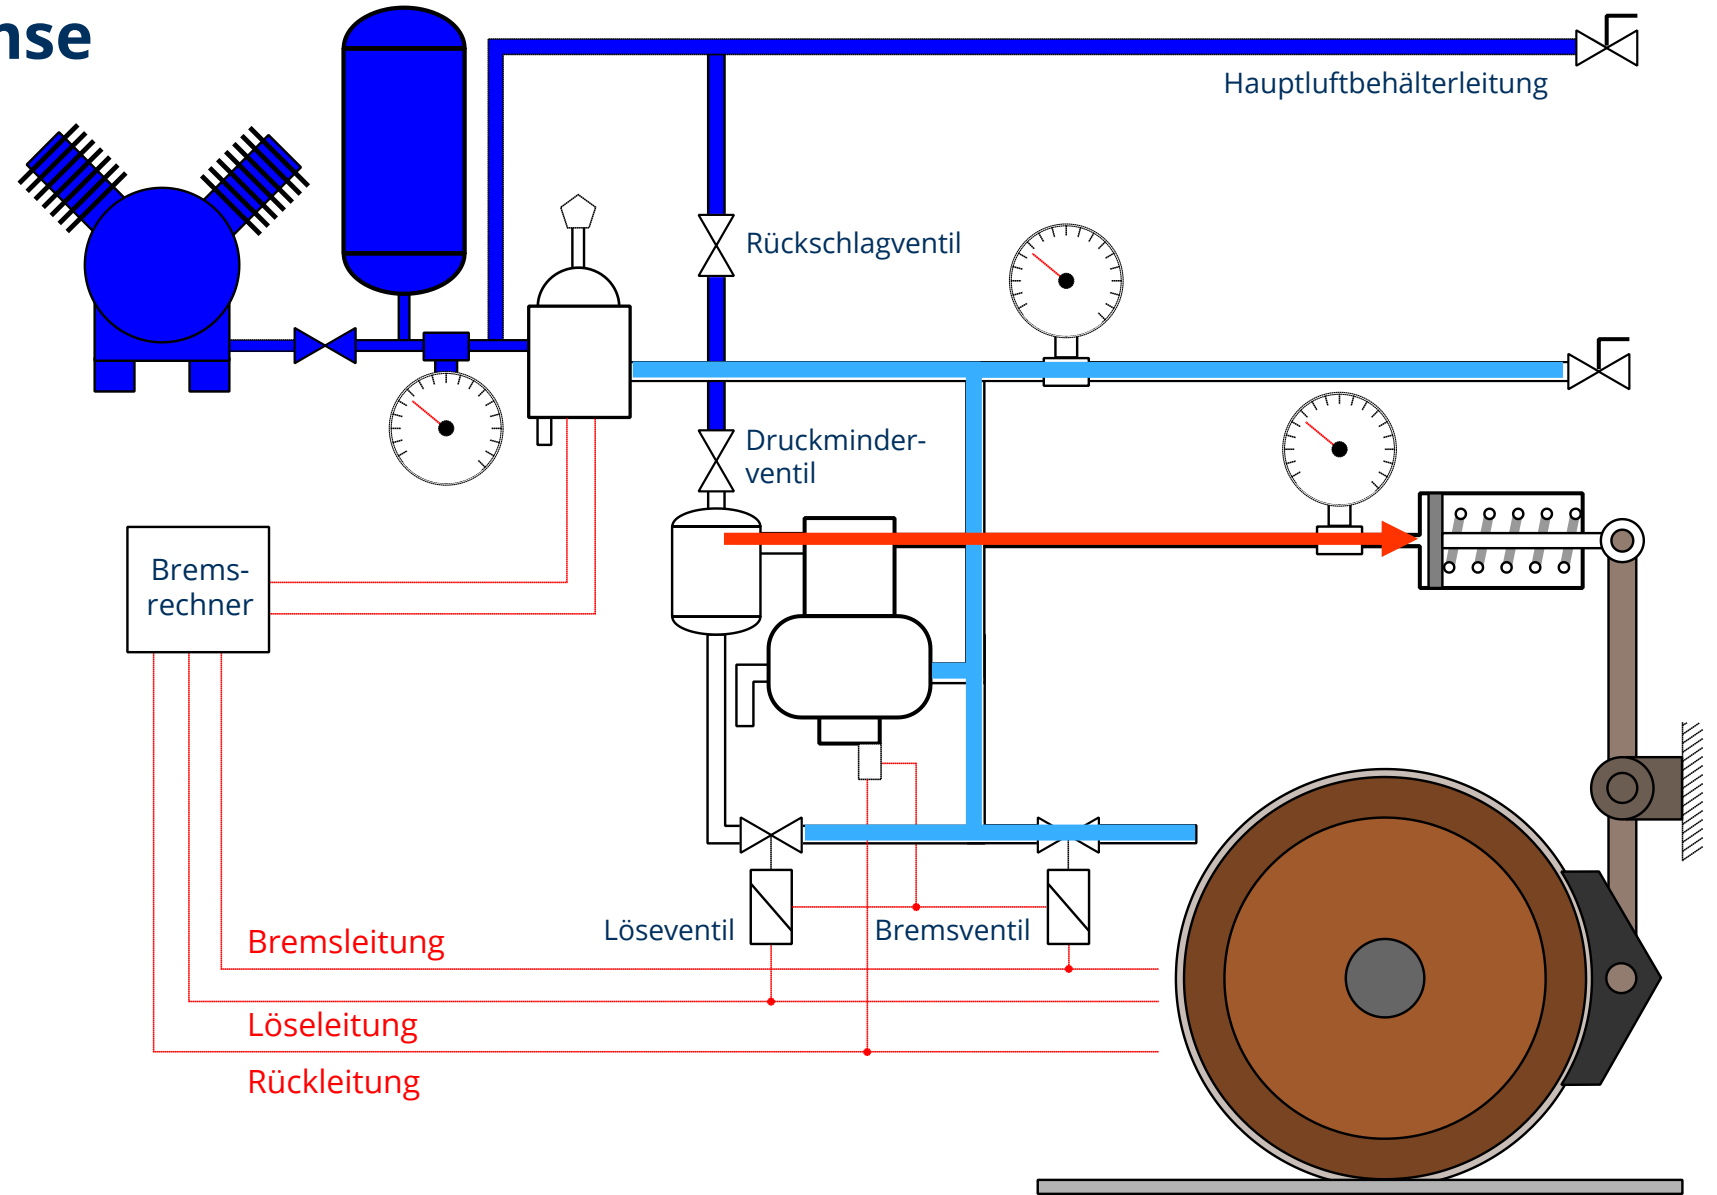 nse
Hauptluftbehälterleitung
Rückschlagventil
Druckminder-
ventil
Brems-
rechner
Löseventil
Bremsventil
Bremsleitung
Löseleitung
Rückleitung